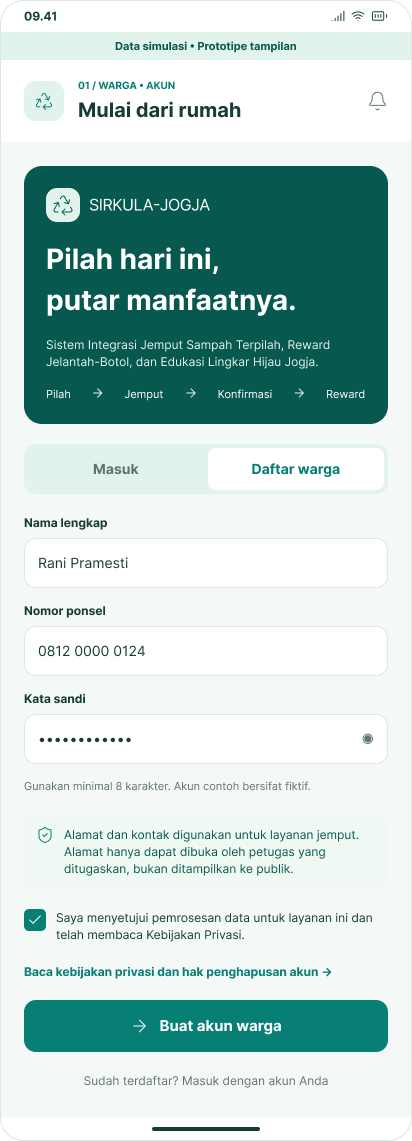 09.41
Data simulasi • Prototipe tampilan
01 / WARGA • AKUN
Mulai dari rumah
SIRKULA-JOGJA
Pilah hari ini,
putar manfaatnya.
Sistem Integrasi Jemput Sampah Terpilah, Reward
Jelantah-Botol, dan Edukasi Lingkar Hijau Jogja.
Pilah → Jemput → Konfirmasi → Reward
Masuk Daftar warga
Nama lengkap
Rani Pramesti
Nomor ponsel
0812 0000 0124
Kata sandi
••••••••••••
Gunakan minimal 8 karakter. Akun contoh bersifat fiktif.
Alamat dan kontak digunakan untuk layanan jemput.
Alamat hanya dapat dibuka oleh petugas yang
ditugaskan, bukan ditampilkan ke publik.
Saya menyetujui pemrosesan data untuk layanan ini dan
telah membaca Kebijakan Privasi.
Baca kebijakan privasi dan hak penghapusan akun →
→ Buat akun warga
Sudah terdaftar? Masuk dengan akun Anda